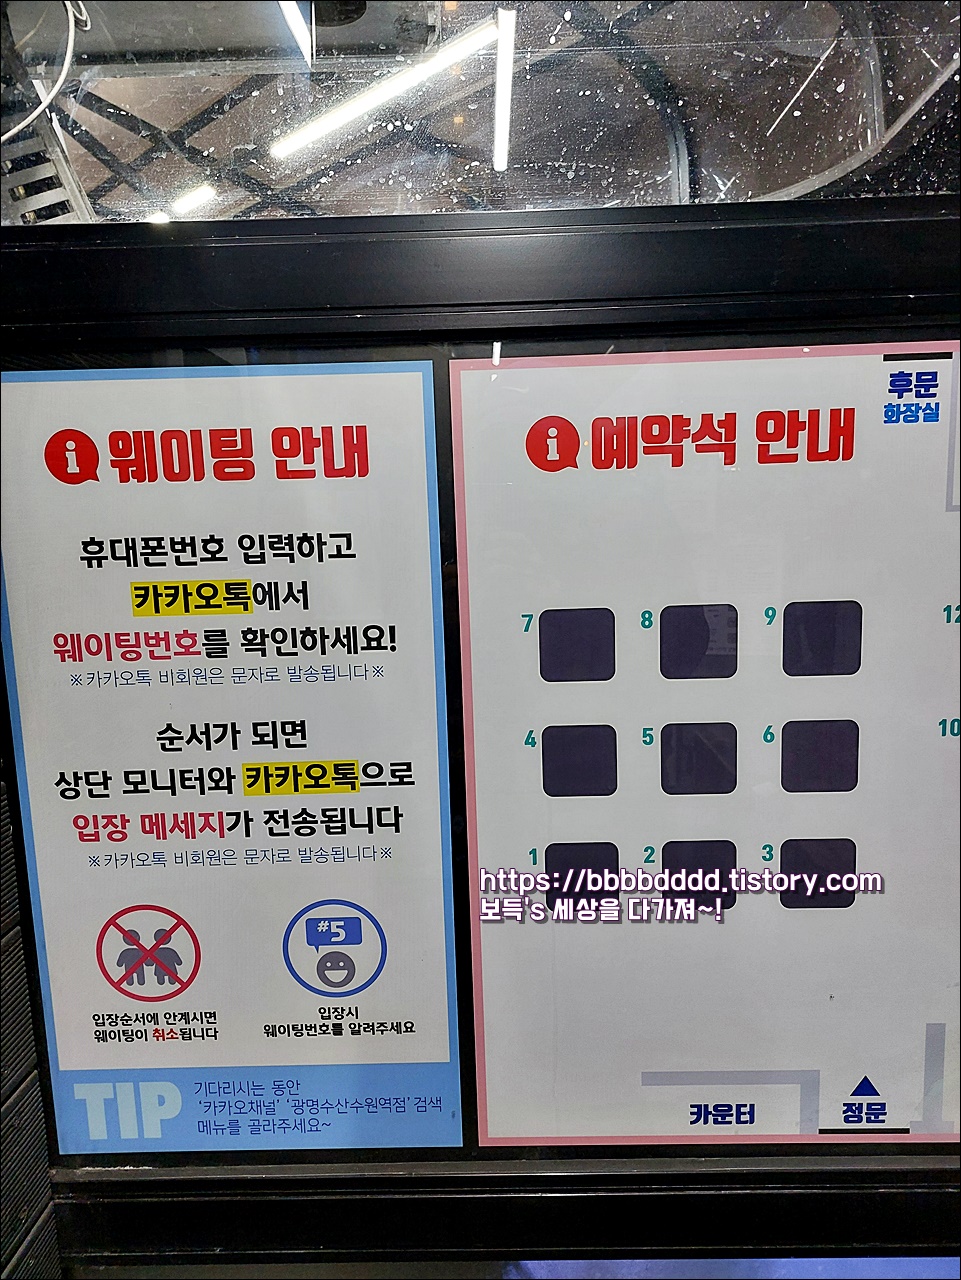 웨이팅 안내
휴대폰번호 입력하고
카카오톡에서
웨이팅번호를 확인하세요!
※카카오톡 비회원은 문자로 발송됩니다※
순서가 되면
상단 모니터와 카카오톡으로
입장 메세지가 전송됩니다
※카카오톡 비회원은 문자로 발송됩니다※
#5
입장순서에 안계시면
웨이팅이 취소됩니다
입장시
웨이팅번호를 알려주세요
TIP
기다리시는 동안
'카카오채널' '광명수산수원역점' 검색
메뉴를 골라주세요~
예약석 안내
후문
화장실
7 8 9 12
4 5 6 10
1 2 3
https://bbbbdddd.tistory.com
보득's 세상을 다가져~!
카운터
정문